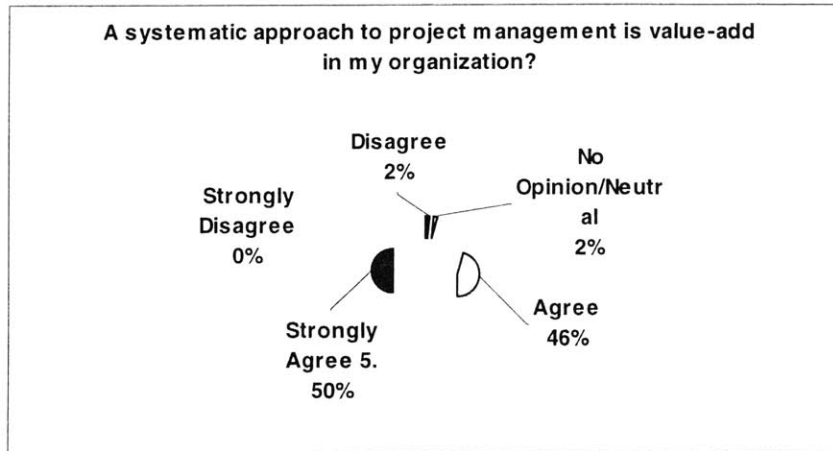 A systematic approach to project management is value-add
in my organization?
Disagree
2%
No
Opinion/Neutr
al
2%
Strongly
Disagree
0%
Agree
46%
Strongly
Agree 5.
50%